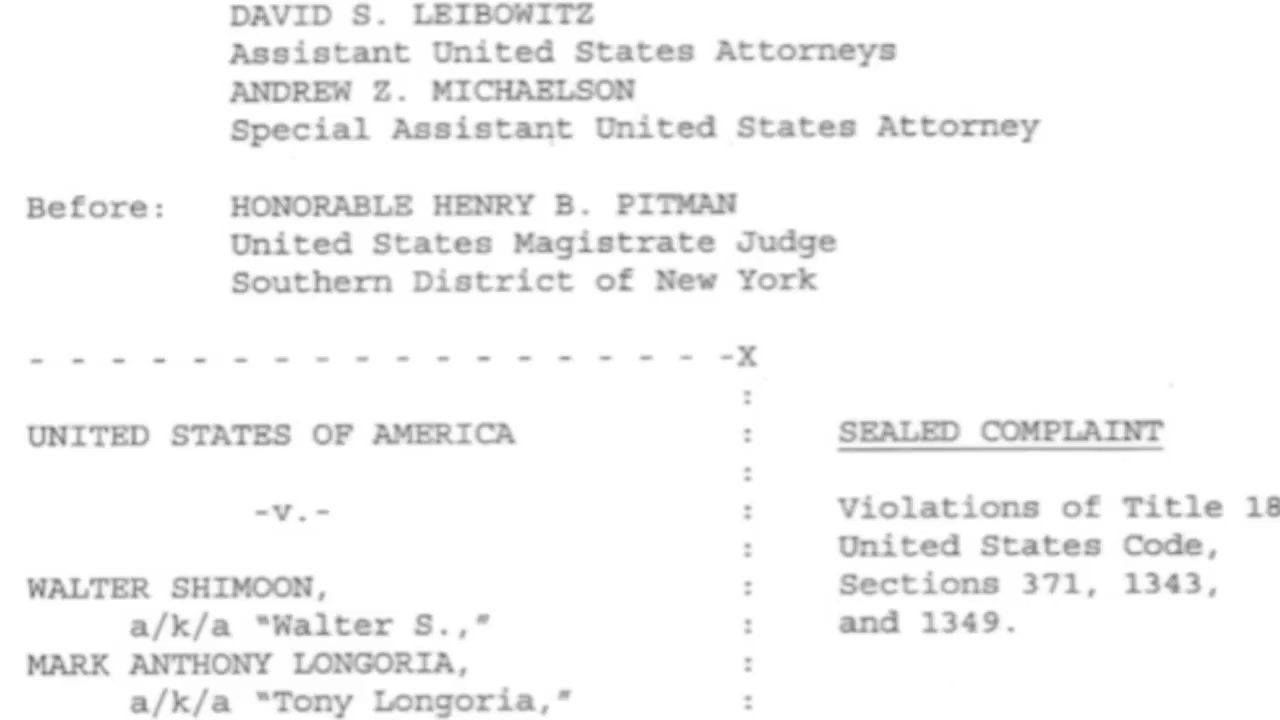 DAVID S. LEIBOWITZ
Assistant United States Attorneys
ANDREW Z. MICHAELSON
Special Assistant United States Attorney
Before: HONORABLE HENRY B. PITMAN
United States Magistrate Judge
Southern District of New York
- - - - - - - - - - - - - - - - - -X
:
UNITED STATES OF AMERICA : SEALED COMPLAINT
:
-v.- : Violations of Title 18
: United States Code,
WALTER SHIMOON, : Sections 371, 1343,
a/k/a "Walter S.," : and 1349.
MARK ANTHONY LONGORIA, :
a/k/a "Tony Longoria," :